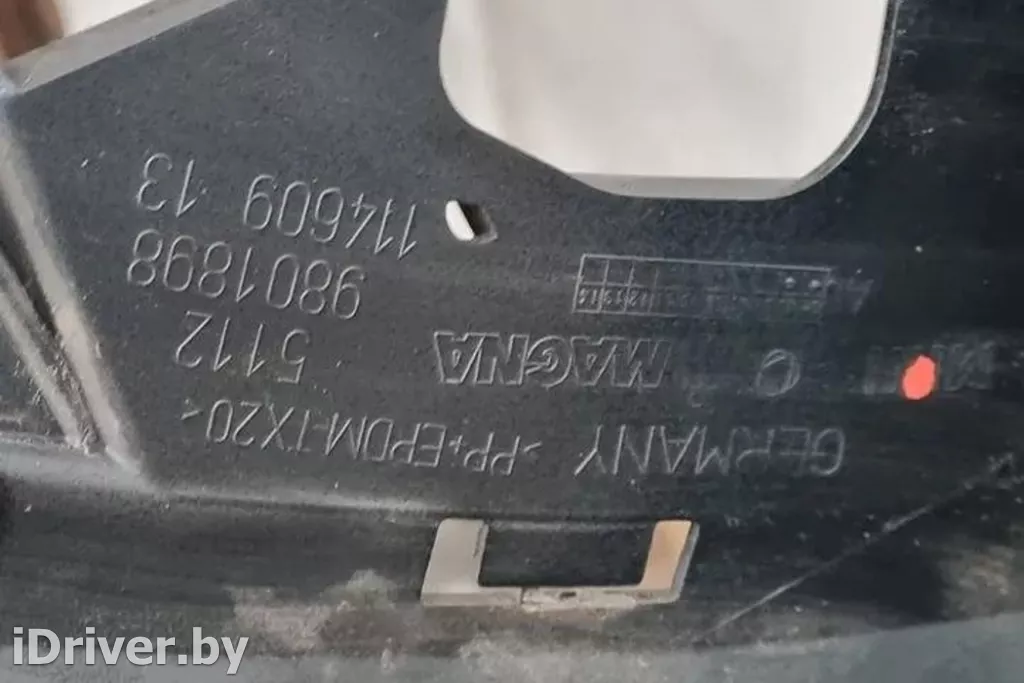 GERMANY >PP+EPDM-TX20<
MAGNA 5112
9801898
114609 13
iDriver.by